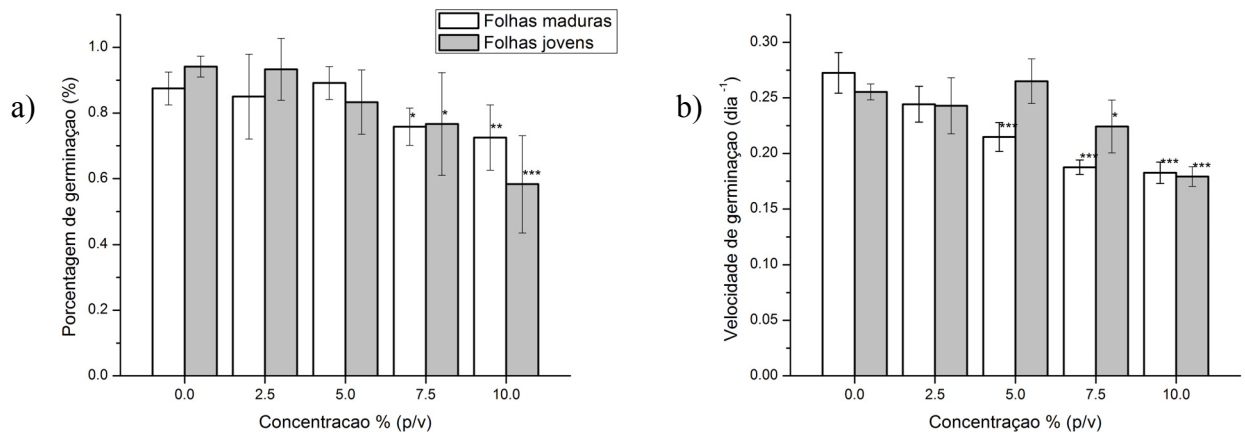 a)
Porcentagem de germinaçao (%)
1.0
0.8
0.6
0.4
0.2
0.0
Folhas maduras
Folhas jovens
*
*
**
***
0.0 2.5 5.0 7.5 10.0
Concentracao % (p/v)
b)
Velocidade de germinaçao (dia -1)
0.30
0.25
0.20
0.15
0.10
0.05
0.00
***
***
*
***
***
0.0 2.5 5.0 7.5 10.0
Concentraçao % (p/v)